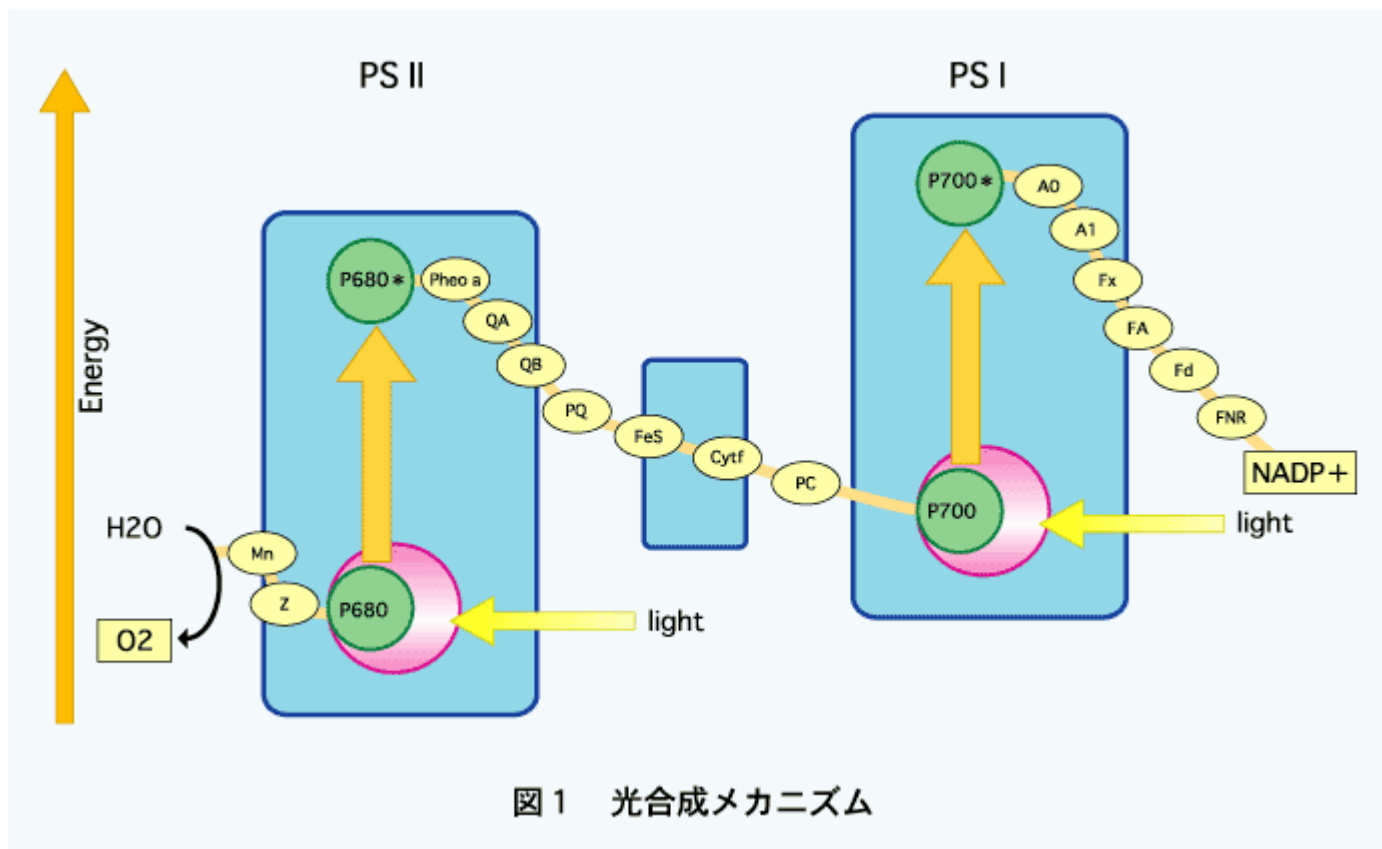 PS II
PS I
Energy
P680*
Pheo a
QA
QB
PQ
FeS
Cytf
PC
P700*
A0
A1
Fx
FA
Fd
FNR
NADP+
P700
light
H2O
Mn
Z
P680
light
O2
図1 光合成メカニズム